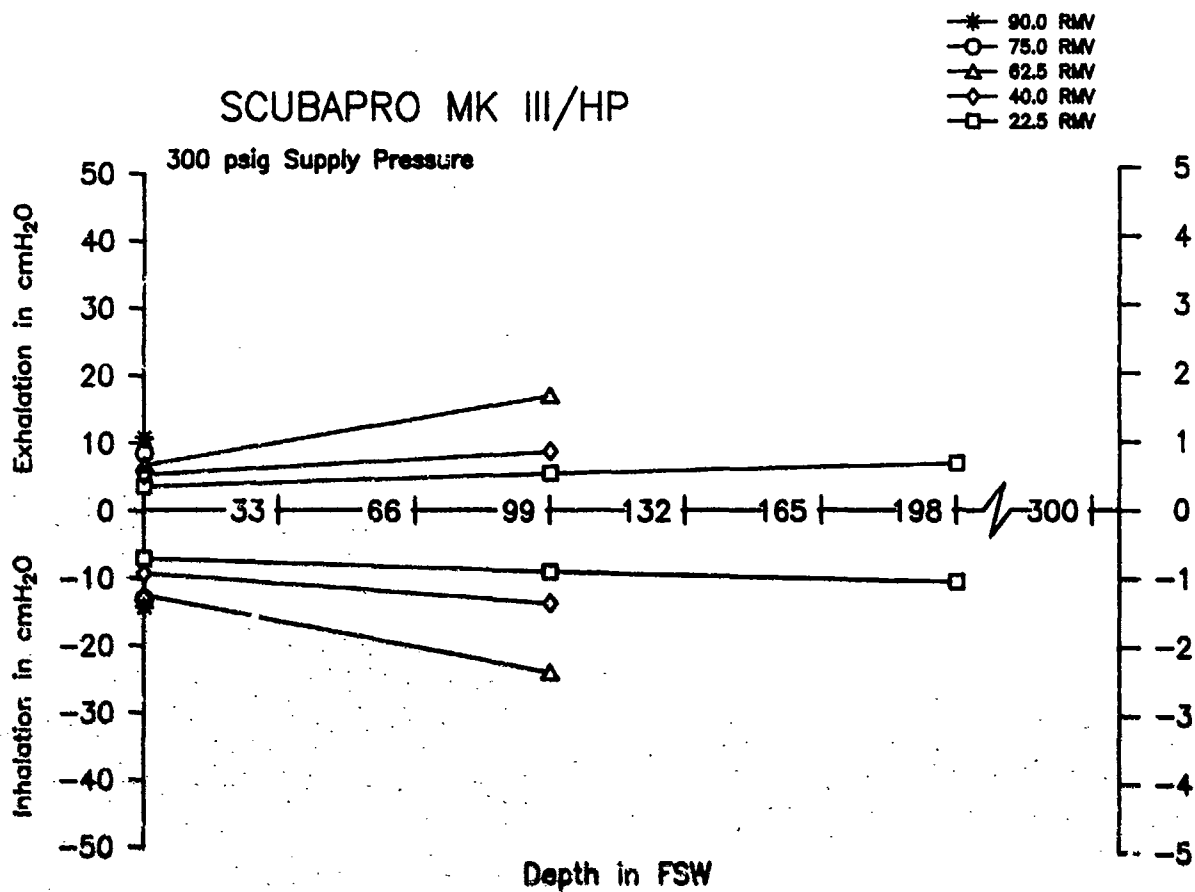 90.0 RMV
75.0 RMV
62.5 RMV
40.0 RMV
22.5 RMV
SCUBAPRO MK III/HP
300 psig Supply Pressure
Exhalation in cmH₂O
Inhalation in cmH₂O
50
40
30
20
10
0
-10
-20
-30
-40
-50
33 66 99 132 165 198 300
5
4
3
2
1
0
-1
-2
-3
-4
-5
Depth in FSW